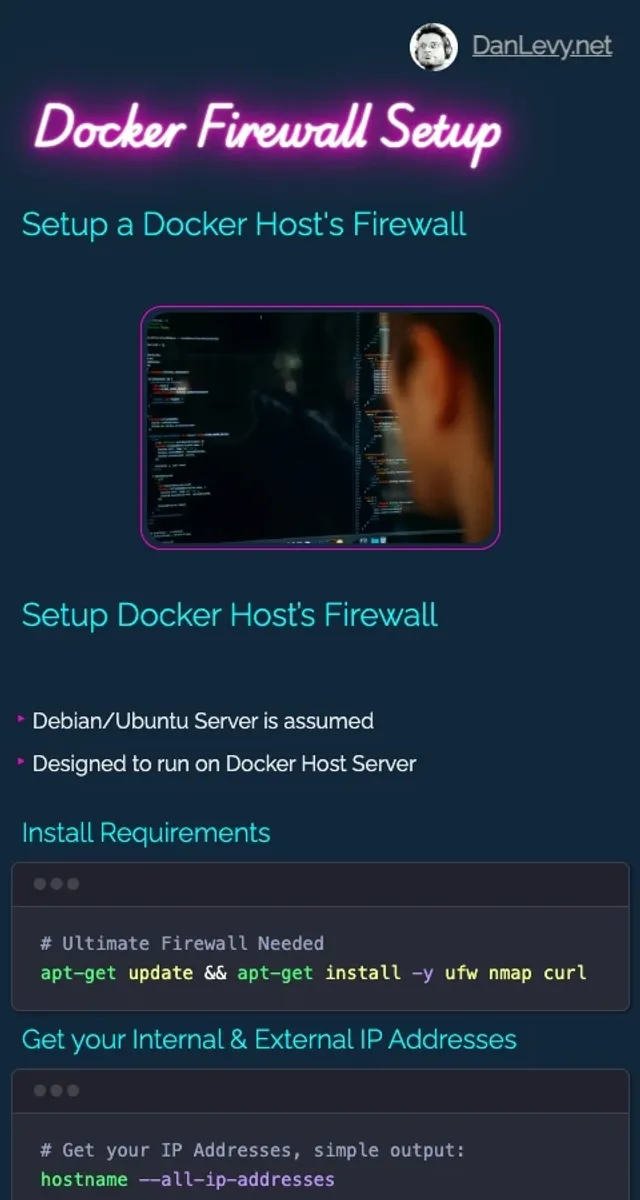 DanLevy.net
Docker Firewall Setup
Setup a Docker Host's Firewall
Setup Docker Host’s Firewall
Debian/Ubuntu Server is assumed
Designed to run on Docker Host Server
Install Requirements
# Ultimate Firewall Needed
apt-get update && apt-get install -y ufw nmap curl
Get your Internal & External IP Addresses
# Get your IP Addresses, simple output:
hostname --all-ip-addresses